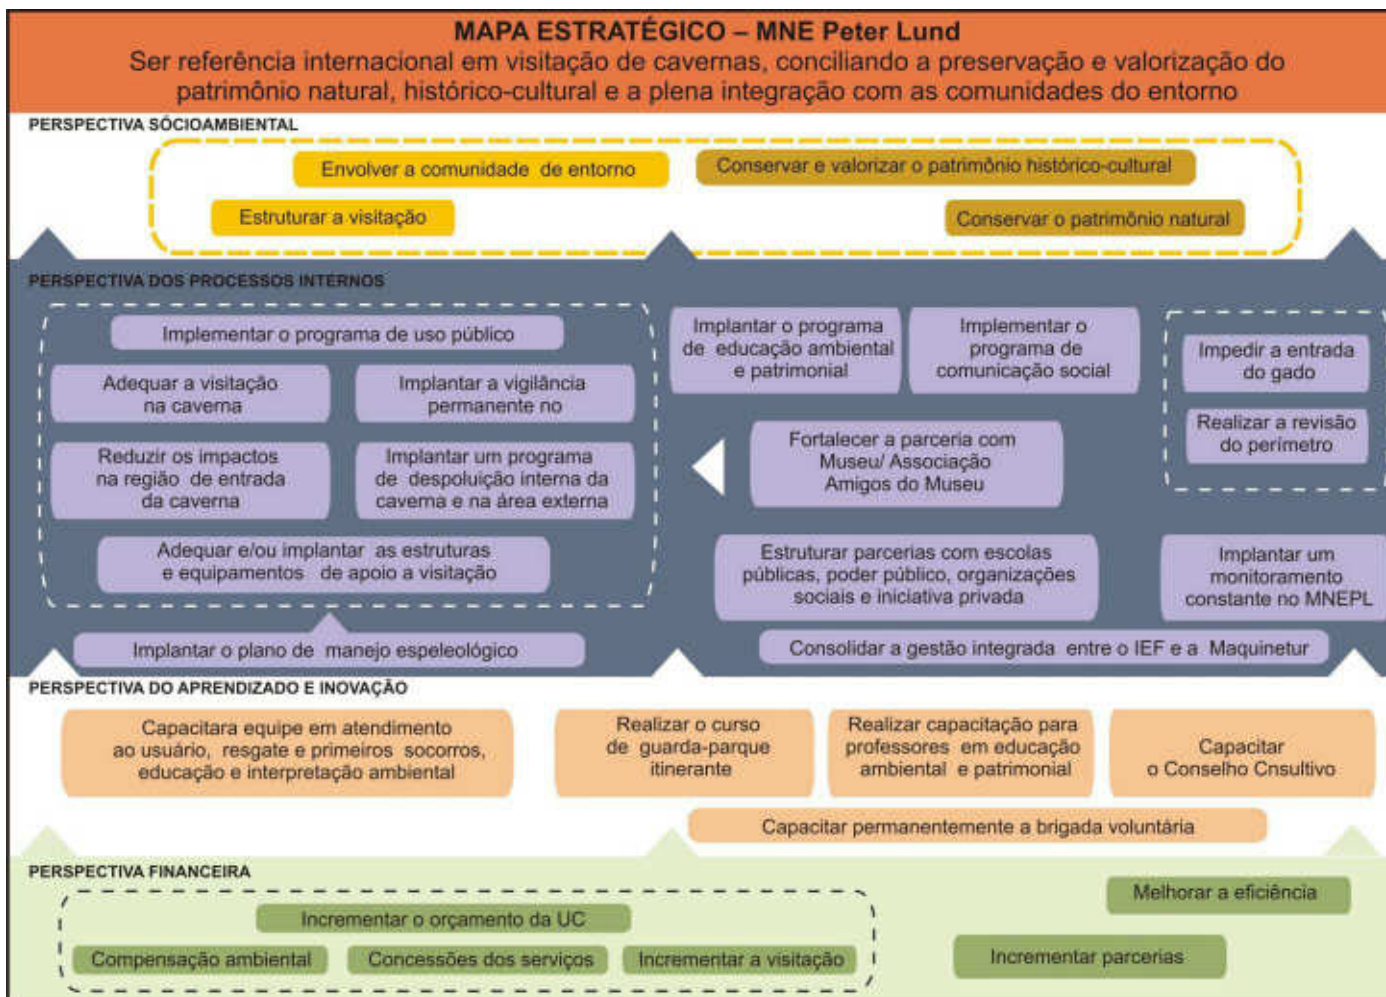 MAPA ESTRATÉGICO – MNE Peter Lund
Ser referência internacional em visitação de cavernas, conciliando a preservação e valorização do
patrimônio natural, histórico-cultural e a plena integração com as comunidades do entorno
PERSPECTIVA SÓCIOAMBIENTAL
Envolver a comunidade de entorno
Conservar e valorizar o patrimônio histórico-cultural
Estruturar a visitação
Conservar o patrimônio natural
PERSPECTIVA DOS PROCESSOS INTERNOS
Implementar o programa de uso público
Adequar a visitação
na caverna
Implantar a vigilância
permanente no
Reduzir os impactos
na região de entrada
da caverna
Implantar um programa
de despoluição interna da
caverna e na área externa
Adequar e/ou implantar as estruturas
e equipamentos de apoio a visitação
Implantar o plano de manejo espeleológico
Implantar o programa
de educação ambiental
e patrimonial
Implementar o
programa de
comunicação social
Fortalecer a parceria com
Museu/ Associação
Amigos do Museu
Estruturar parcerias com escolas
públicas, poder público, organizações
sociais e iniciativa privada
Consolidar a gestão integrada entre o IEF e a Maquinetur
Impedir a entrada
do gado
Realizar a revisão
do perímetro
Implantar um
monitoramento
constante no MNEPL
PERSPECTIVA DO APRENDIZADO E INOVAÇÃO
Capacitara equipe em atendimento
ao usuário, resgate e primeiros socorros,
educação e interpretação ambiental
Realizar o curso
de guarda-parque
itinerante
Realizar capacitação para
professores em educação
ambiental e patrimonial
Capacitar
o Conselho Cnsultivo
Capacitar permanentemente a brigada voluntária
PERSPECTIVA FINANCEIRA
Incrementar o orçamento da UC
Compensação ambiental
Concessões dos serviços
Incrementar a visitação
Melhorar a eficiência
Incrementar parcerias